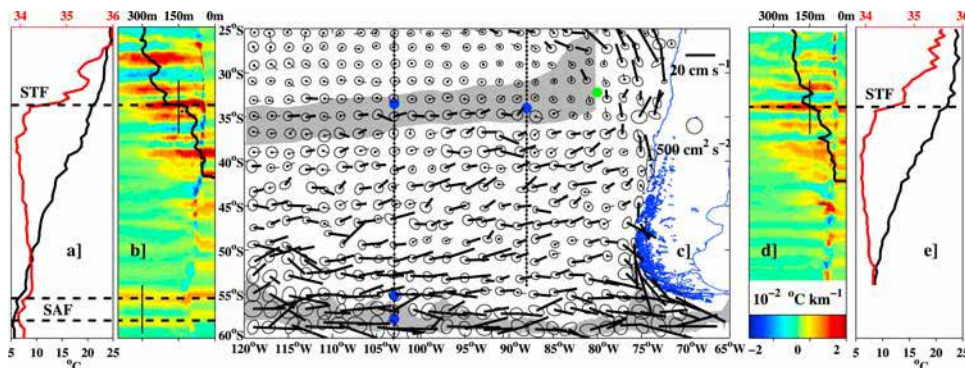 34 35 36
300m 150m 0m
300m 150m 0m
34 35 36
STF
SAF
a]
5 10 15 20 25
°C
b]
25°S
30°S
35°S
40°S
45°S
50°S
55°S
60°S
120°W 115°W 110°W 105°W 100°W 95°W 90°W 85°W 80°W 75°W 70°W 65°W
20 cm s⁻¹
500 cm² s⁻²
c]
d]
10⁻² °C km⁻¹
−2 0 2
STF
e]
5 10 15 20 25
°C